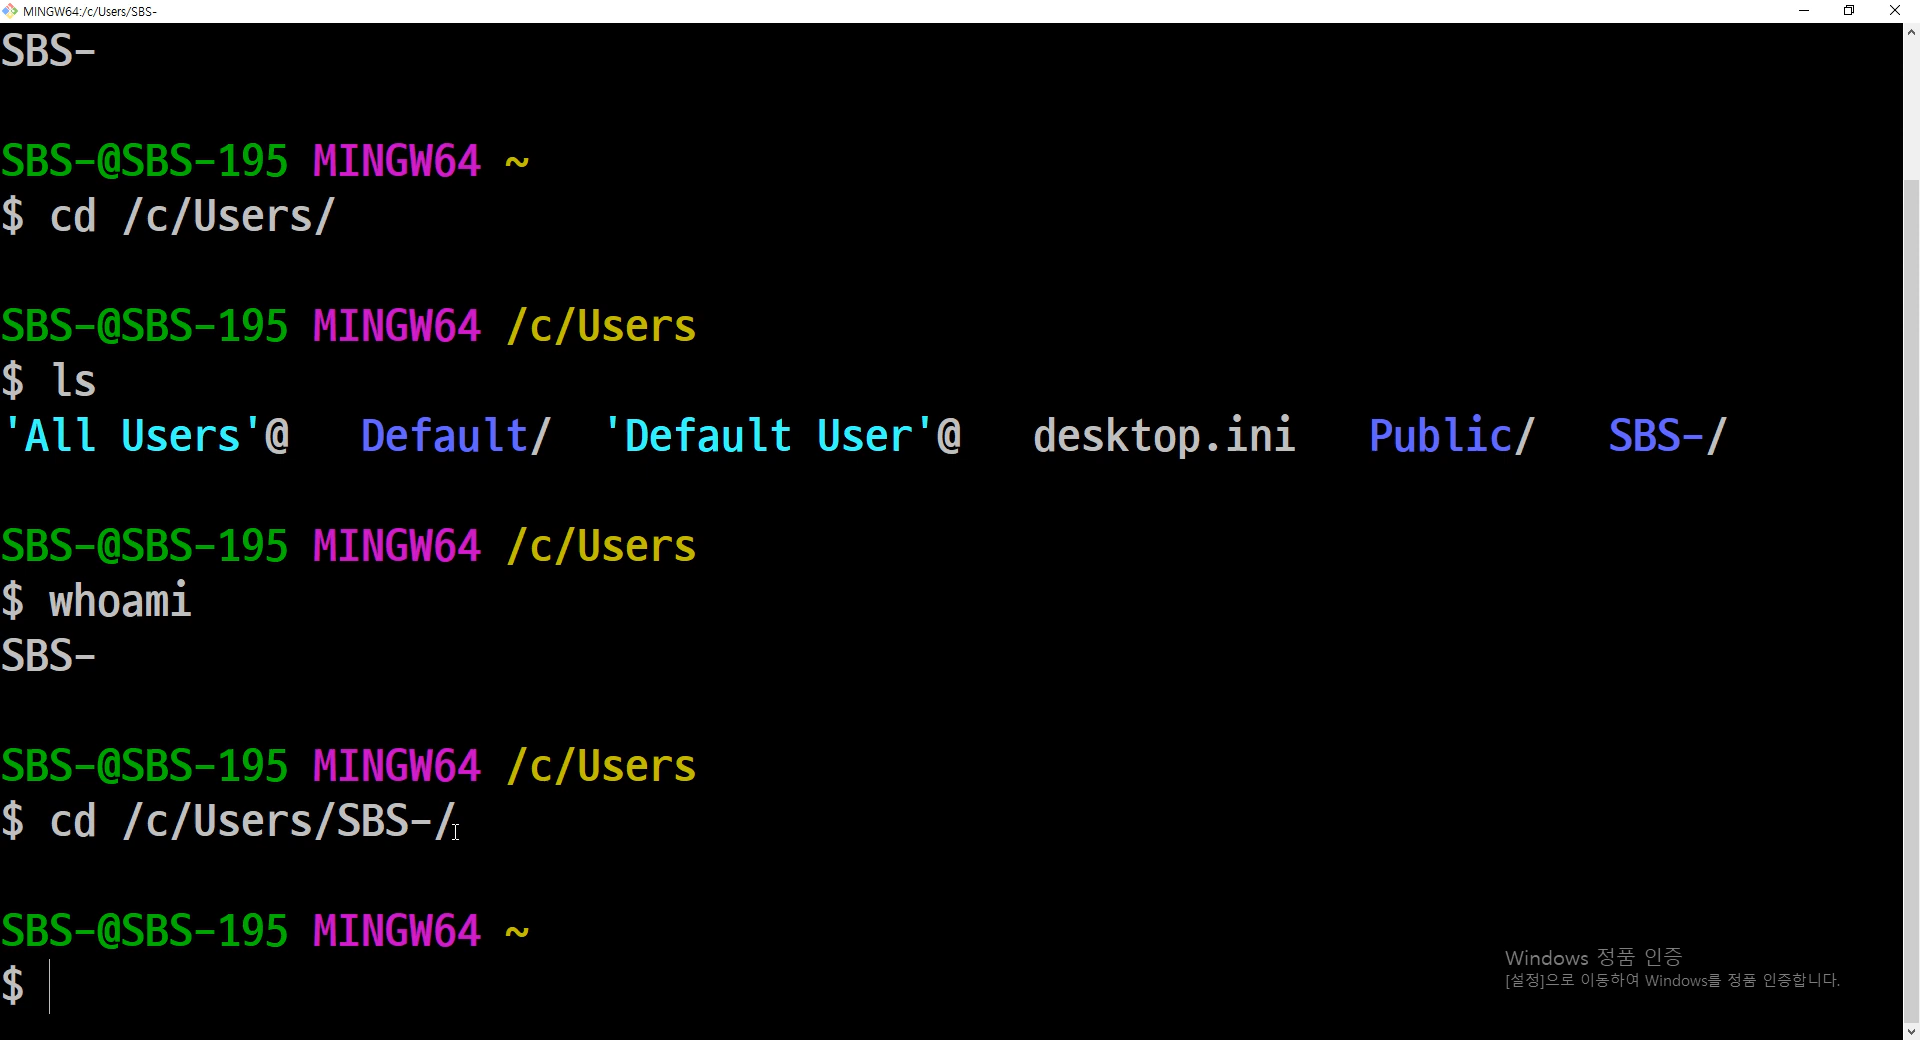 MINGW64:/c/Users/SBS-
SBS-
SBS-@SBS-195 MINGW64 ~
$ cd /c/Users/
SBS-@SBS-195 MINGW64 /c/Users
$ ls
'All Users'@   Default/  'Default User'@   desktop.ini   Public/   SBS-/
SBS-@SBS-195 MINGW64 /c/Users
$ whoami
SBS-
SBS-@SBS-195 MINGW64 /c/Users
$ cd /c/Users/SBS-/
SBS-@SBS-195 MINGW64 ~
$
Windows 정품 인증
[설정]으로 이동하여 Windows를 정품 인증합니다.